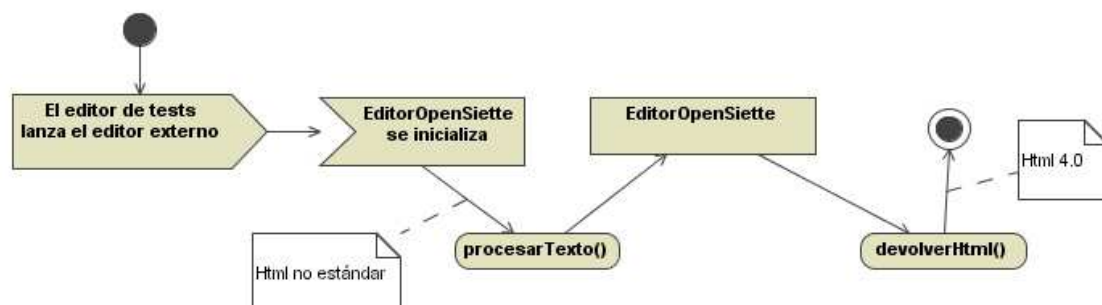 El editor de tests
lanza el editor externo
EditorOpenSiette
se inicializa
EditorOpenSiette
Html 4.0
Html no estándar
procesarTexto()
devolverHtml()